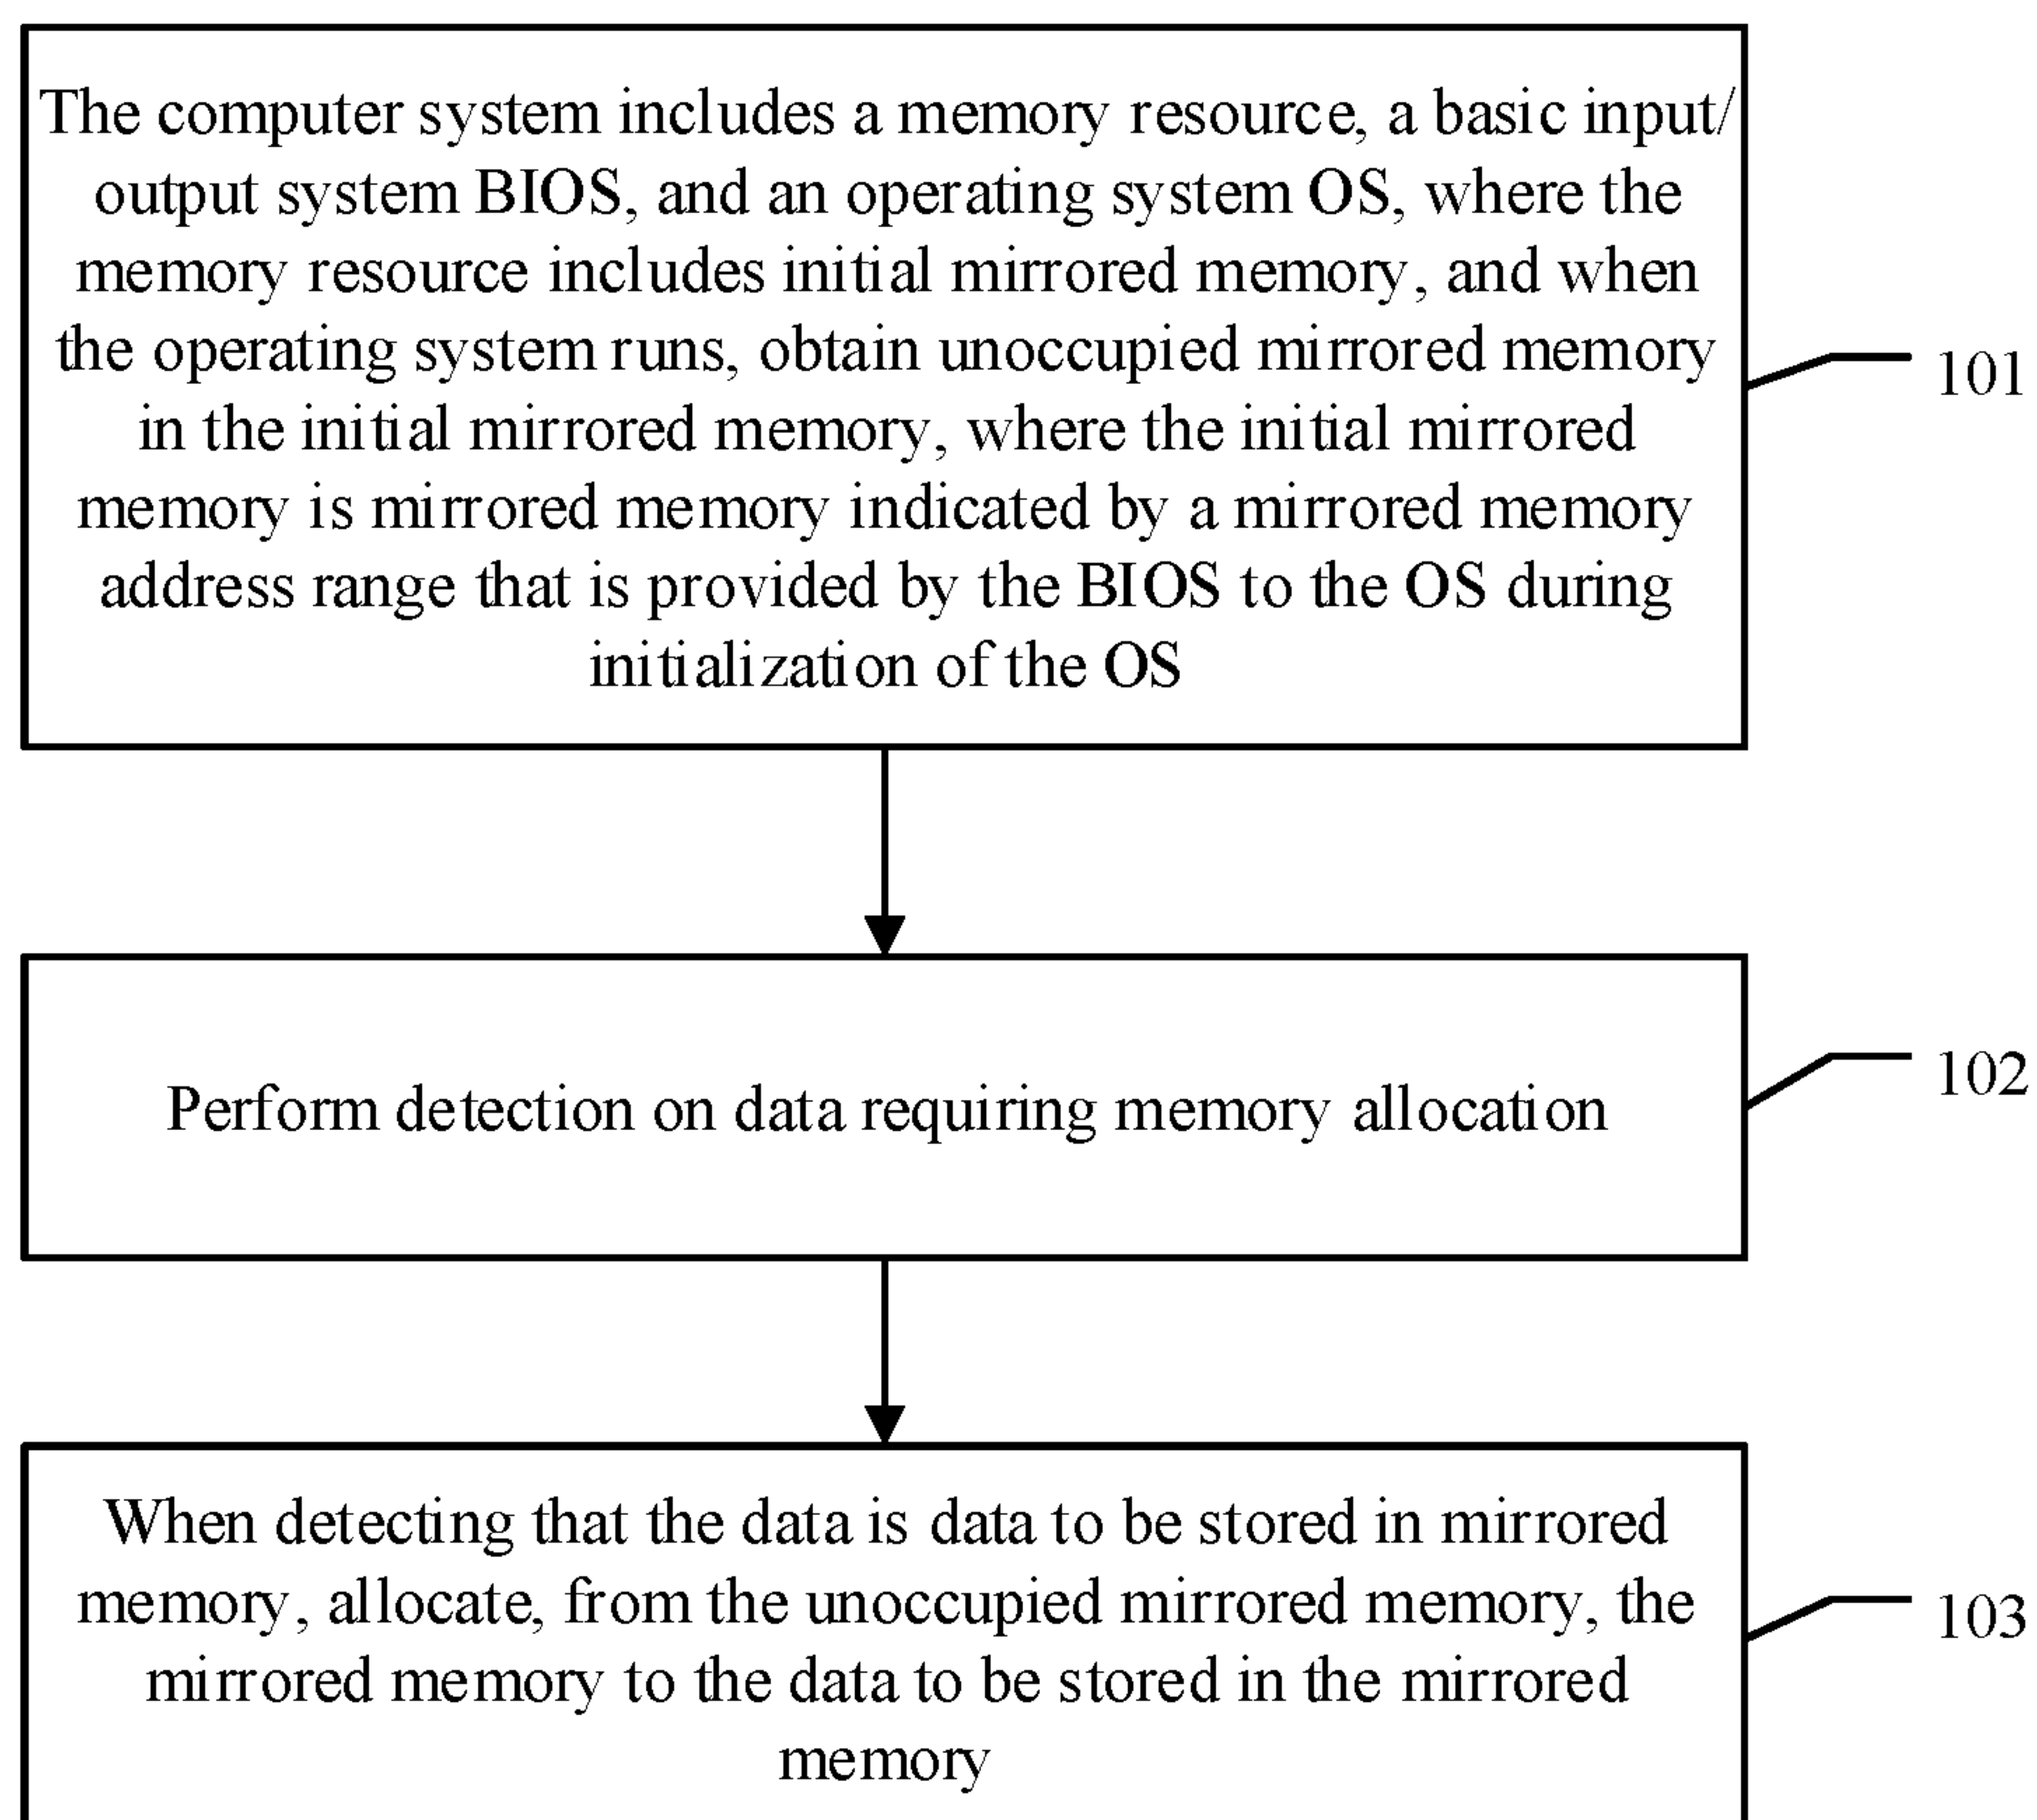 The computer system includes a memory resource, a basic input/
output system BIOS, and an operating system OS, where the
memory resource includes initial mirrored memory, and when
the operating system runs, obtain unoccupied mirrored memory
in the initial mirrored memory, where the initial mirrored
memory is mirrored memory indicated by a mirrored memory
address range that is provided by the BIOS to the OS during
initialization of the OS
101
Perform detection on data requiring memory allocation
102
When detecting that the data is data to be stored in mirrored
memory, allocate, from the unoccupied mirrored memory, the
mirrored memory to the data to be stored in the mirrored
memory
103